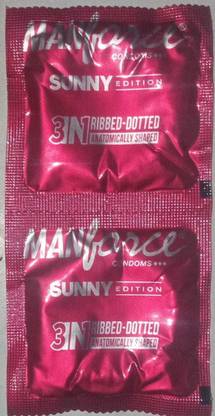 MANforce
CONDOMS
SUNNY EDITION
3IN1 RIBBED-DOTTED
ANATOMICALLY SHAPED
MANforce
CONDOMS
SUNNY EDITION
3IN1 RIBBED-DOTTED
ANATOMICALLY SHAPED